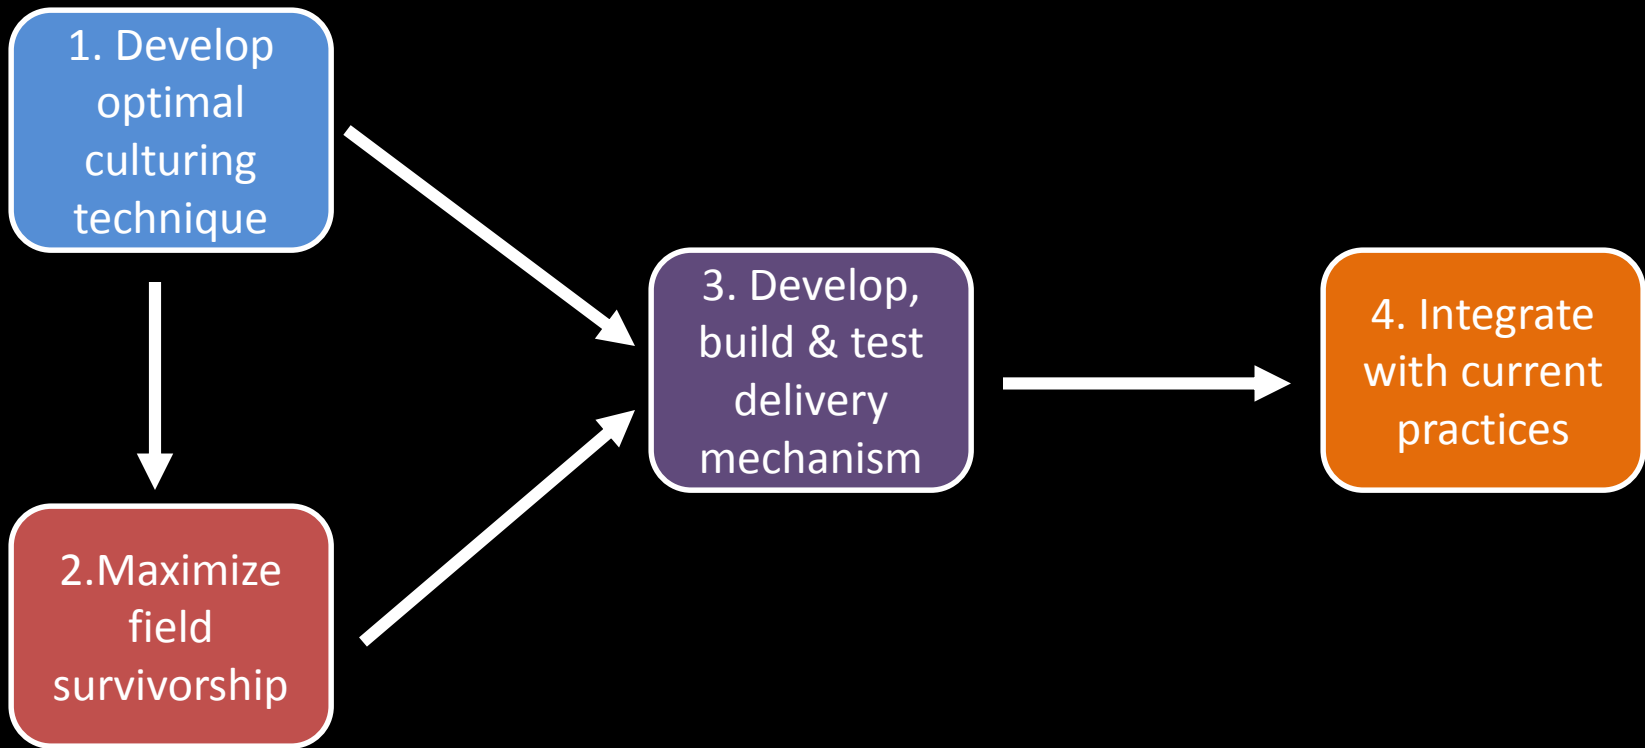 1. Develop
optimal
culturing
technique
2.Maximize
field
survivorship
3. Develop,
build & test
delivery
mechanism
4. Integrate
with current
practices